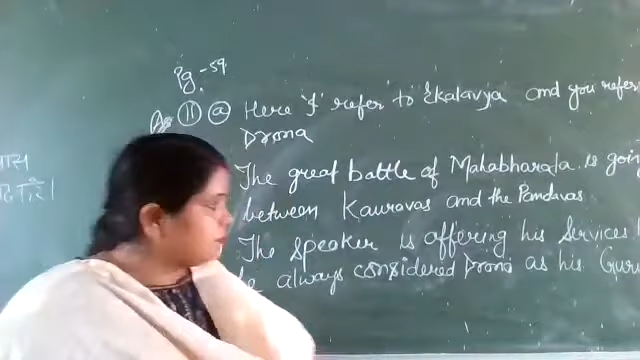 Pg. - 59
11 a Here 'I' refer to Ekalavya and you refer
Drona
The great battle of Mahabharata is going
between Kauravas and the Pandavas
The speaker is offering his services
always considered Drona as his Guru